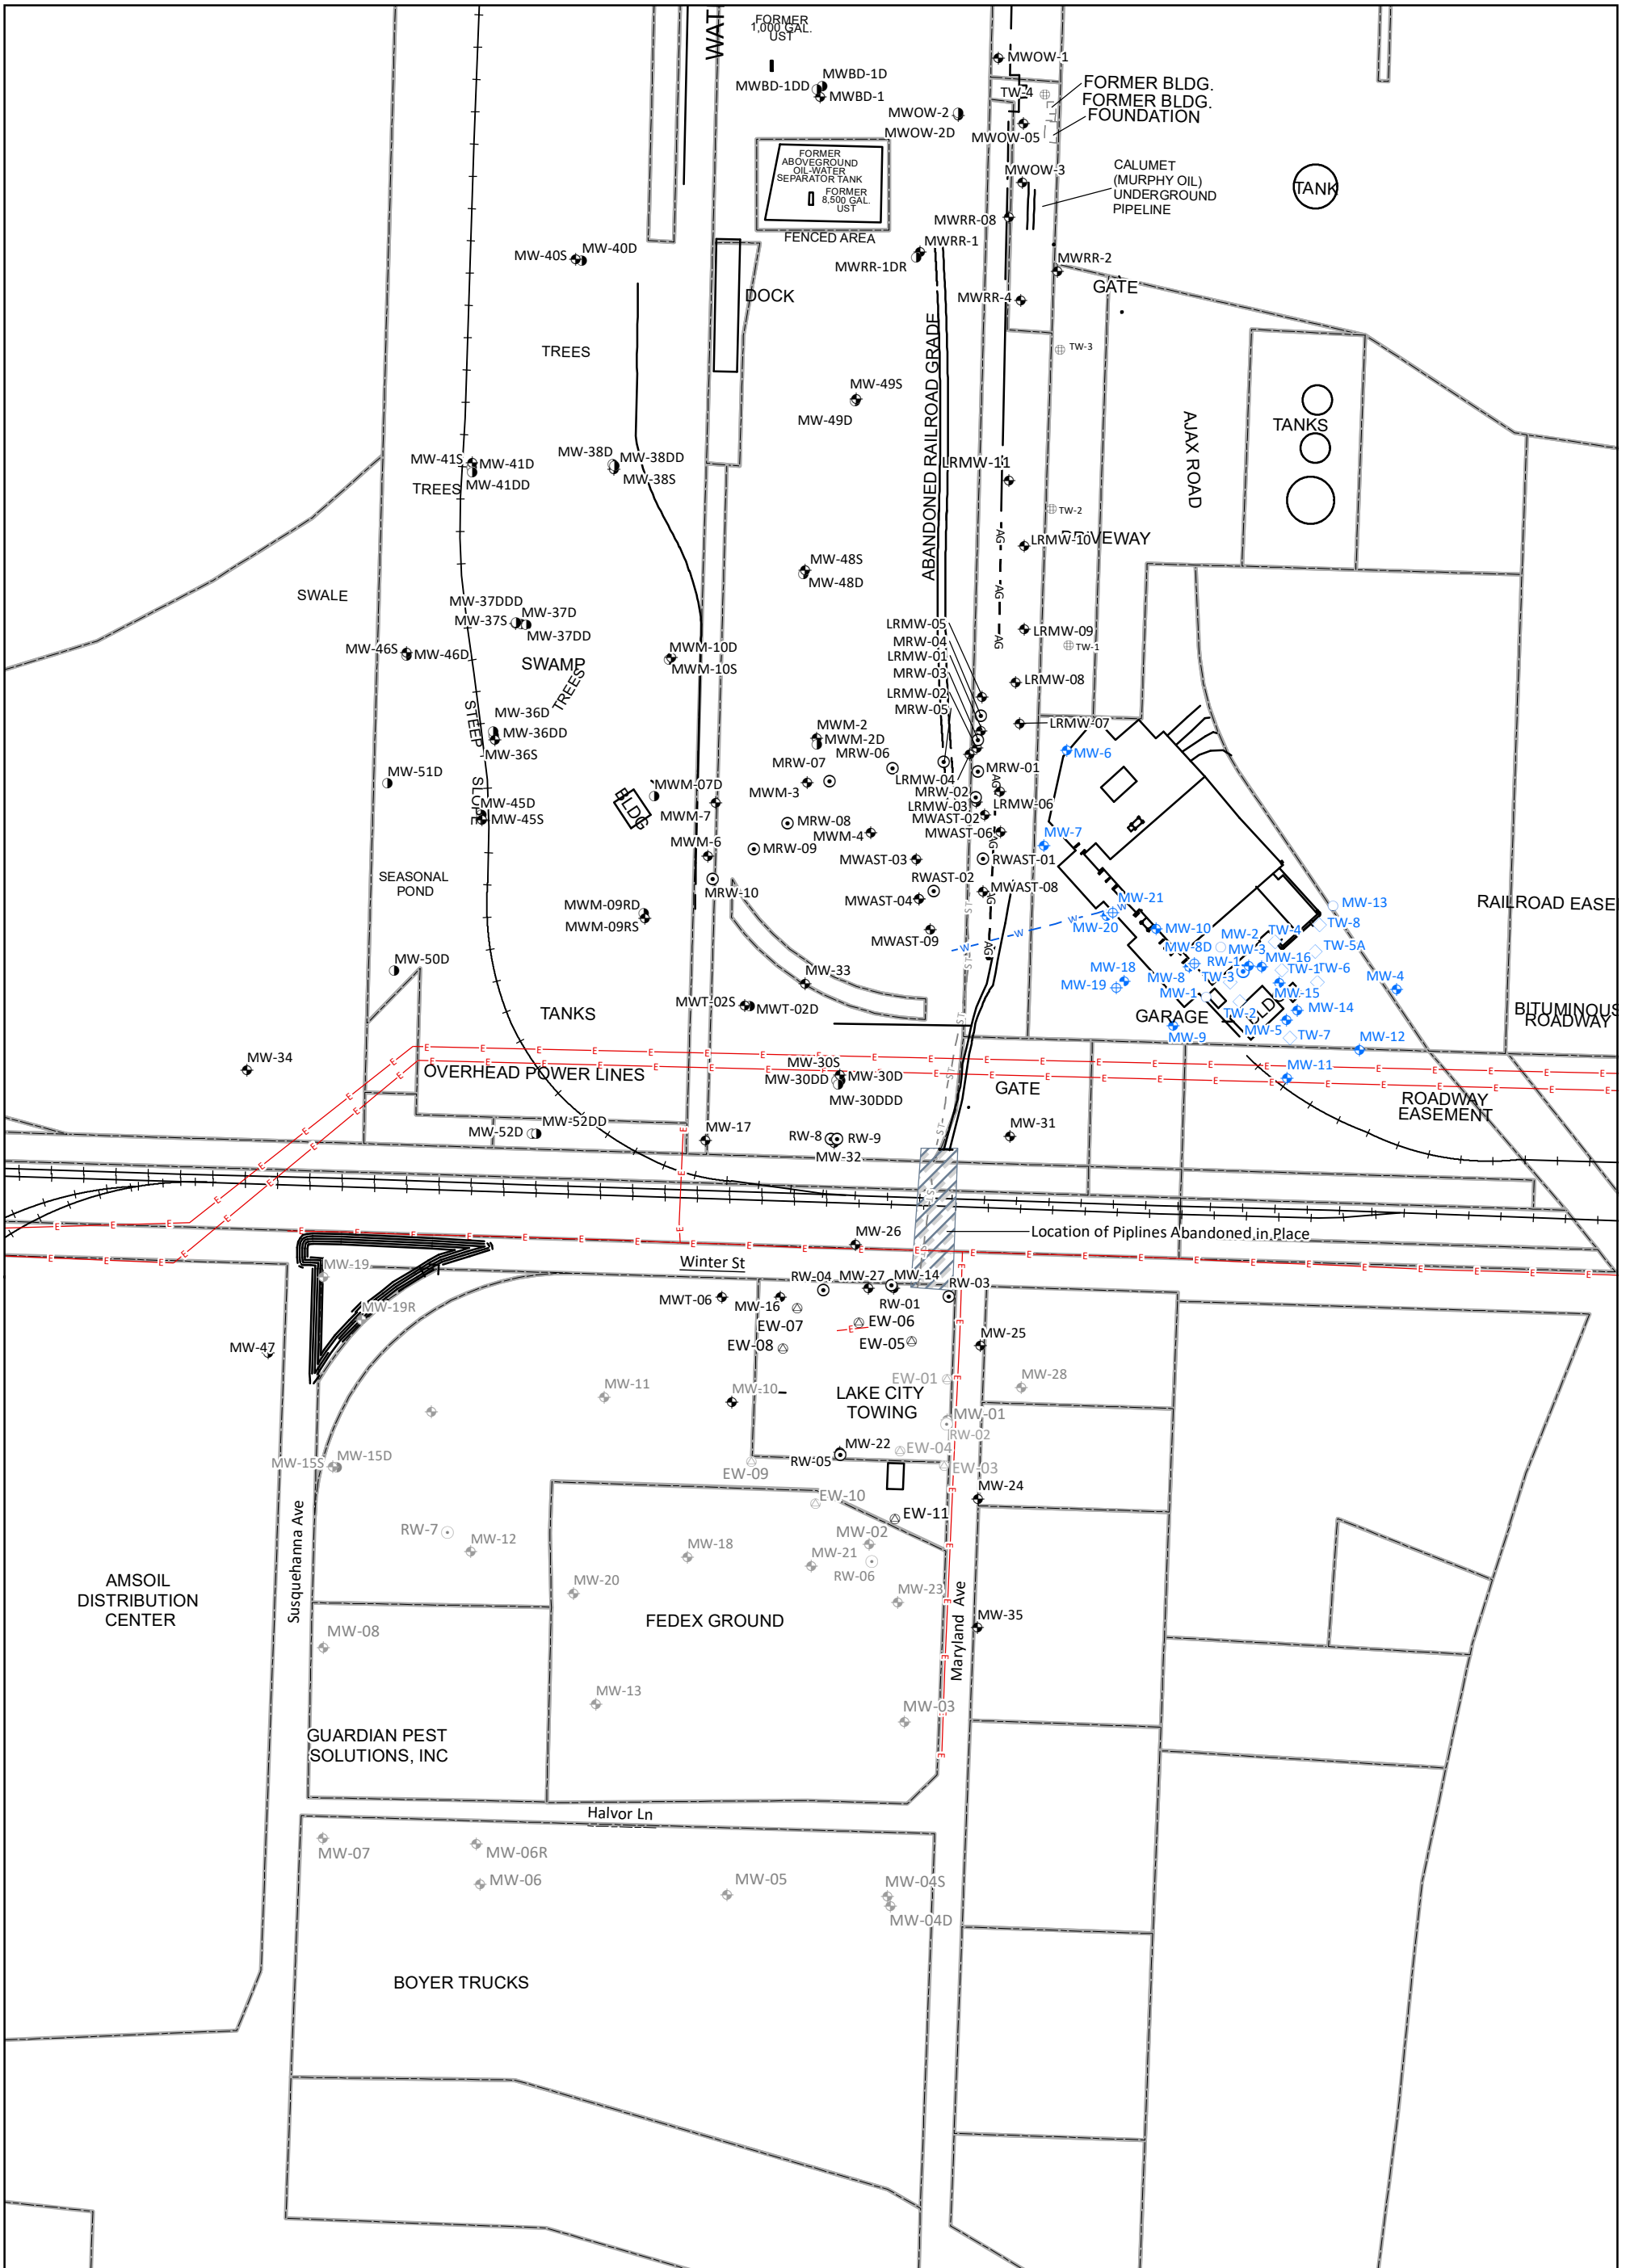 WAT
FORMER
1,000 GAL.
UST
MWBD-1D
MWBD-1DD
MWBD-1
MWOW-1
TW-4
FORMER BLDG.
FORMER BLDG.
FOUNDATION
MWOW-2
MWOW-2D
MWOW-05
FORMER
ABOVEGROUND
OIL-WATER
SEPARATOR TANK
FORMER
8,500 GAL.
UST
FENCED AREA
MWOW-3
CALUMET
(MURPHY OIL)
UNDERGROUND
PIPELINE
TANK
MWRR-08
MWRR-1
MWRR-1DR
MWRR-2
GATE
MWRR-4
MW-40S
MW-40D
DOCK
TREES
TW-3
ABANDONED RAILROAD GRADE
MW-49S
MW-49D
AJAX ROAD
TANKS
MW-41S
MW-41D
MW-41DD
TREES
MW-38D
MW-38DD
MW-38S
LRMW-11
TW-2
LRMW-10
DRIVEWAY
AG
MW-48S
MW-48D
AG
SWALE
MW-37DDD
MW-37D
MW-37S
MW-37DD
LRMW-05
MRW-04
LRMW-01
MRW-03
LRMW-02
MRW-05
LRMW-09
AG
TW-1
MW-46S
MW-46D
SWAMP
TREES
MWM-10D
MWM-10S
LRMW-08
MW-36D
MW-36DD
MW-36S
STEEP
SLOPE
MWM-2
MWM-2D
MRW-06
LRMW-07
MW-6
MW-51D
MRW-07
MWM-3
LRMW-04
MRW-01
MRW-02
LRMW-03
AG
LRMW-06
MWM-07D
BLDG
MWM-7
MW-45D
MW-45S
MRW-08
MWM-4
MWAST-02
MWAST-06
AG
MW-7
MWM-6
MRW-09
MWAST-03
RWAST-01
SEASONAL
POND
MRW-10
RWAST-02
MWAST-04
MWAST-08
AG
ST
MWM-09RD
MWM-09RS
MWAST-09
W
W
W
AG
MW-21
MW-20
MW-10
MW-13
RAILROAD EASE
MW-2
TW-4
TW-8
MW-8D
MW-3
TW-5A
RW-1
MW-16
MW-8
TW-3
TW-1
TW-6
MW-4
MW-50D
MW-33
ST
MW-18
MW-19
MW-1
MW-15
MW-14
TW-2
MWT-02S
MWT-02D
TANKS
ST
GARAGE
MW-9
MW-5
TW-7
MW-12
BITUMINOUS
ROADWAY
MW-34
OVERHEAD POWER LINES
E
MW-30S
MW-30D
MW-30DD
MW-30DDD
ST
GATE
MW-11
ROADWAY
EASEMENT
MW-52D
MW-52DD
MW-17
RW-8
RW-9
MW-32
ST
MW-31
ST
Location of Piplines Abandoned in Place
MW-26
Winter St
MW-19
MW-19R
MW-47
RW-04
MW-27
MW-14
RW-03
MWT-06
MW-16
RW-01
EW-07
EW-06
EW-08
EW-05
MW-25
MW-11
MW-10
EW-01
MW-28
LAKE CITY
TOWING
MW-01
RW-02
MW-15S
MW-15D
RW-05
MW-22
EW-04
EW-09
EW-03
EW-10
MW-24
EW-11
RW-7
MW-12
MW-18
MW-02
MW-21
RW-06
MW-20
MW-23
Susquehanna Ave
AMSOIL
DISTRIBUTION
CENTER
FEDEX GROUND
MW-08
Maryland Ave
MW-35
MW-13
MW-03
GUARDIAN PEST
SOLUTIONS, INC
Halvor Ln
MW-07
MW-06R
MW-06
MW-05
MW-04S
MW-04D
BOYER TRUCKS